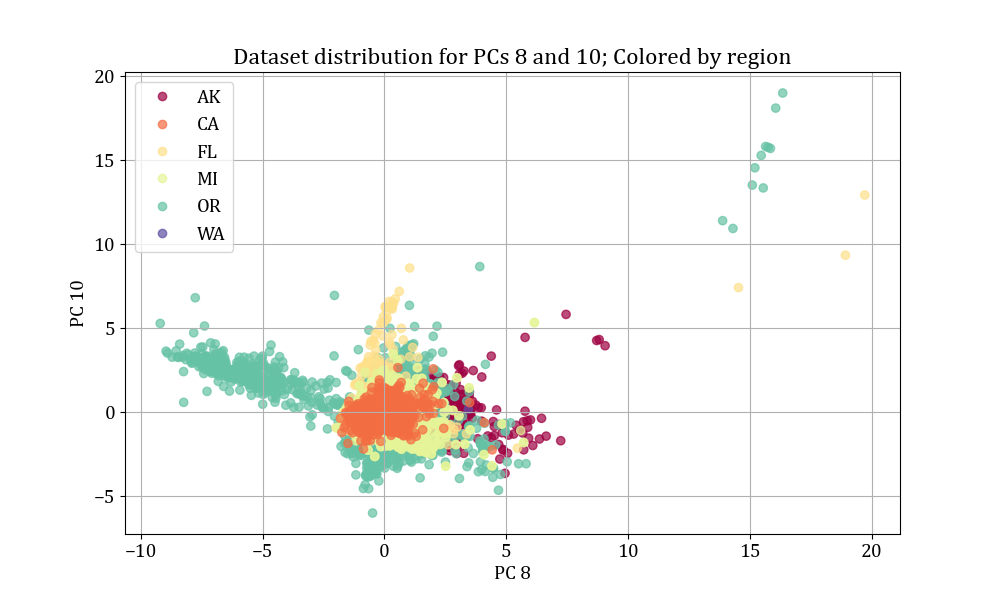 Dataset distribution for PCs 8 and 10; Colored by region
20
15
10
5
0
−5
PC 10
AK
CA
FL
MI
OR
WA
−10
−5
0
5
10
15
20
PC 8